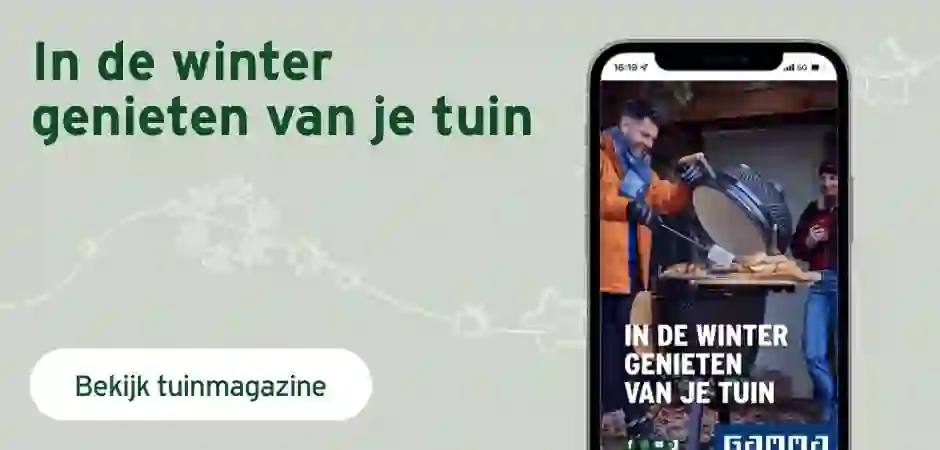 In de winter
genieten van je tuin
Bekijk tuinmagazine
16:19
5G
IN DE WINTER
GENIETEN
VAN JE TUIN
GAMMA